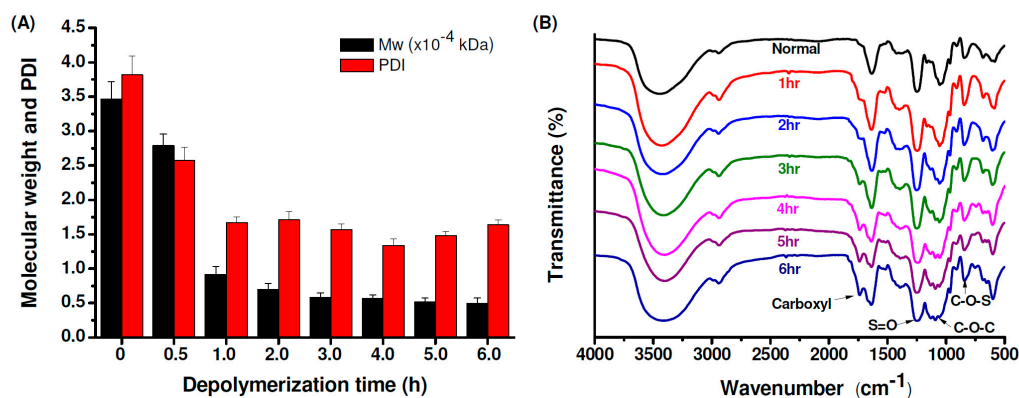 (A)
Molecular weight and PDI
4.5
4.0
3.5
3.0
2.5
2.0
1.5
1.0
0.5
0.0
Mw (x10⁻⁴ kDa)
PDI
0 0.5 1.0 2.0 3.0 4.0 5.0 6.0
Depolymerization time (h)
(B)
Transmittance (%)
Normal
1hr
2hr
3hr
4hr
5hr
6hr
Carboxyl
C-O-S
S=O
C-O-C
4000 3500 3000 2500 2000 1500 1000 500
Wavenumber (cm⁻¹)